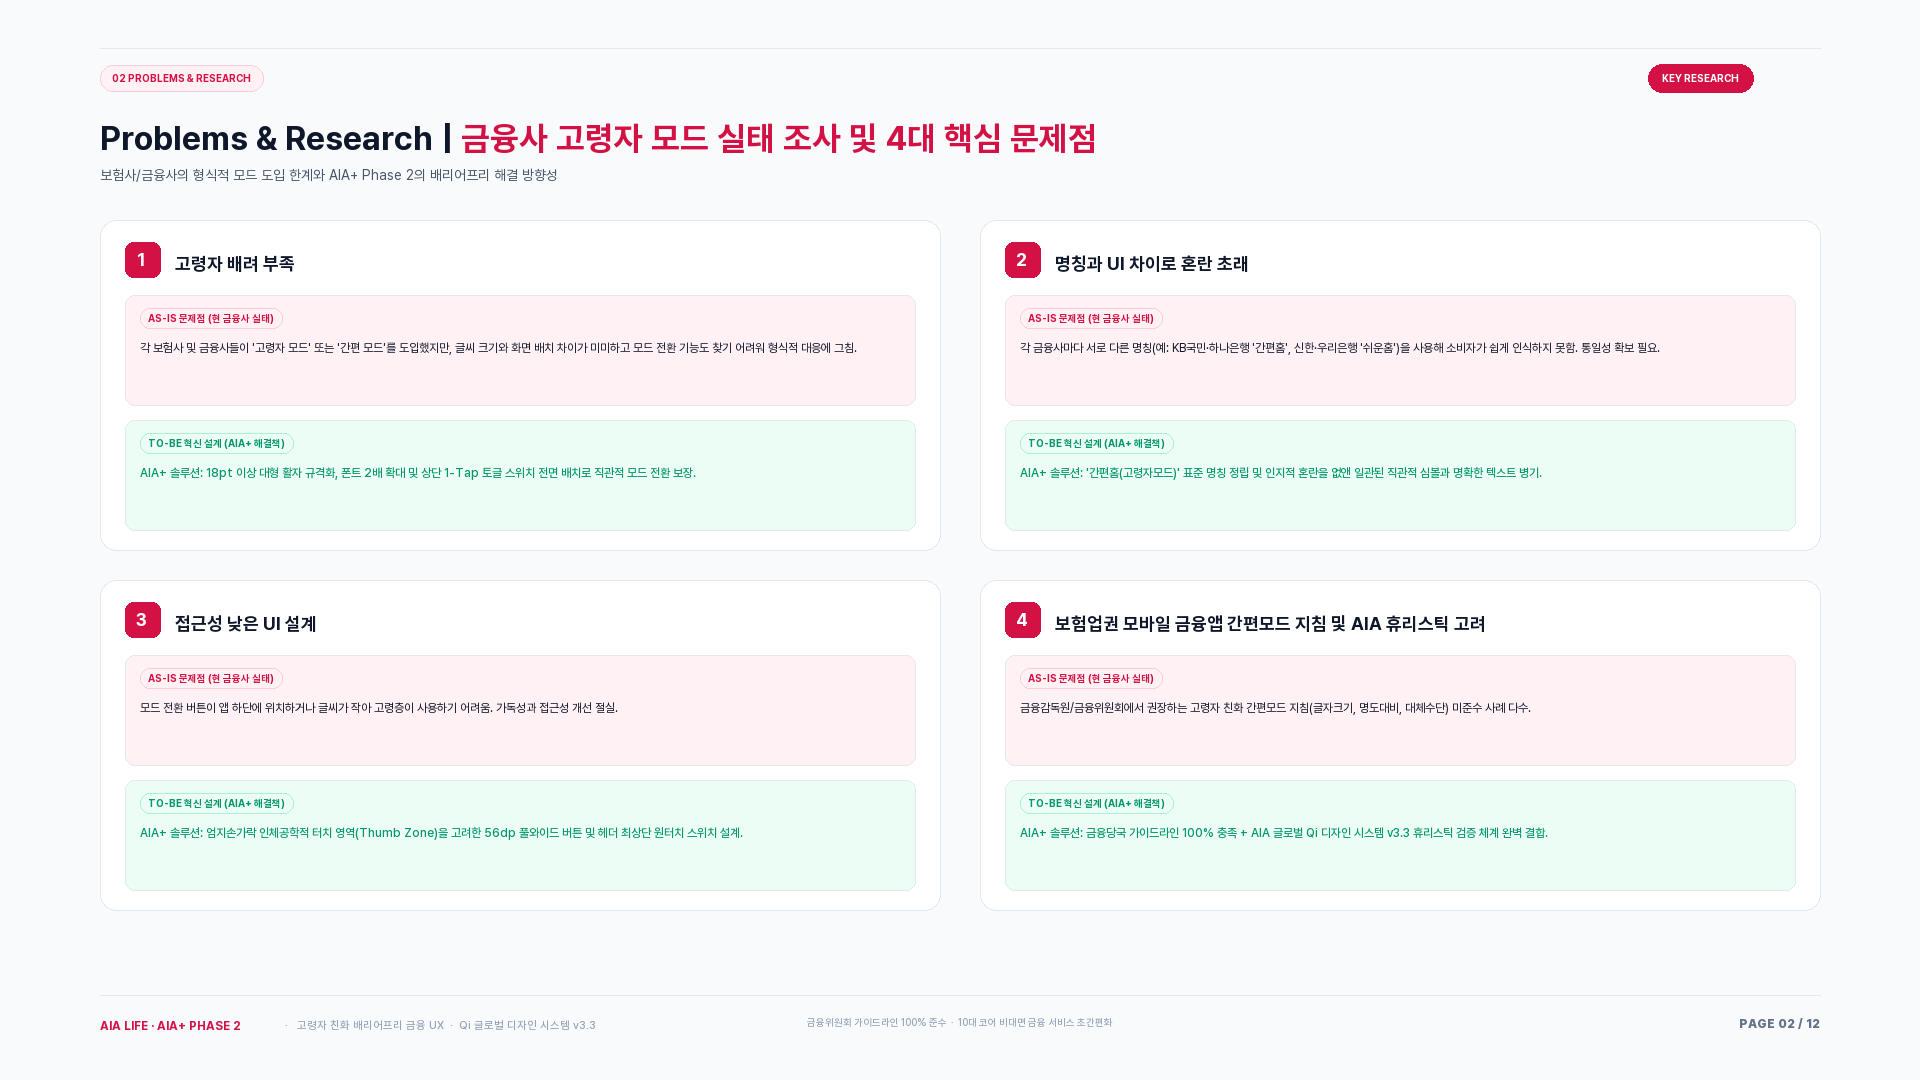 02 PROBLEMS & RESEARCH
KEY RESEARCH
Problems & Research | 금융사 고령자 모드 실태 조사 및 4대 핵심 문제점
보험사/금융사의 형식적 모드 도입 한계와 AIA+ Phase 2의 배리어프리 해결 방향성
1 고령자 배려 부족
AS-IS 문제점 (현 금융사 실태)
각 보험사 및 금융사들이 '고령자 모드' 또는 '간편 모드'를 도입했지만, 글씨 크기와 화면 배치 차이가 미미하고 모드 전환 기능도 찾기 어려워 형식적 대응에 그침.
TO-BE 혁신 설계 (AIA+ 해결책)
AIA+ 솔루션: 18pt 이상 대형 활자 규격화, 폰트 2배 확대 및 상단 1-Tap 토글 스위치 전면 배치로 직관적 모드 전환 보장.
2 명칭과 UI 차이로 혼란 초래
AS-IS 문제점 (현 금융사 실태)
각 금융사마다 서로 다른 명칭(예: KB국민·하나은행 '간편홈', 신한·우리은행 '쉬운홈')을 사용해 소비자가 쉽게 인식하지 못함. 통일성 확보 필요.
TO-BE 혁신 설계 (AIA+ 해결책)
AIA+ 솔루션: '간편홈(고령자모드)' 표준 명칭 정립 및 인지적 혼란을 없앤 일관된 직관적 심볼과 명확한 텍스트 병기.
3 접근성 낮은 UI 설계
AS-IS 문제점 (현 금융사 실태)
모드 전환 버튼이 앱 하단에 위치하거나 글씨가 작아 고령층이 사용하기 어려움. 가독성과 접근성 개선 절실.
TO-BE 혁신 설계 (AIA+ 해결책)
AIA+ 솔루션: 엄지손가락 인체공학적 터치 영역(Thumb Zone)을 고려한 56dp 풀와이드 버튼 및 헤더 최상단 원터치 스위치 설계.
4 보험업권 모바일 금융앱 간편모드 지침 및 AIA 휴리스틱 고려
AS-IS 문제점 (현 금융사 실태)
금융감독원/금융위원회에서 권장하는 고령자 친화 간편모드 지침(글자크기, 명도대비, 대체수단) 미준수 사례 다수.
TO-BE 혁신 설계 (AIA+ 해결책)
AIA+ 솔루션: 금융당국 가이드라인 100% 충족 + AIA 글로벌 Qi 디자인 시스템 v3.3 휴리스틱 검증 체계 완벽 결합.
AIA LIFE · AIA+ PHASE 2 · 고령자 친화 배리어프리 금융 UX · Qi 글로벌 디자인 시스템 v3.3
금융위원회 가이드라인 100% 준수 · 10대 코어 비대면 금융 서비스 초간편화
PAGE 02 / 12